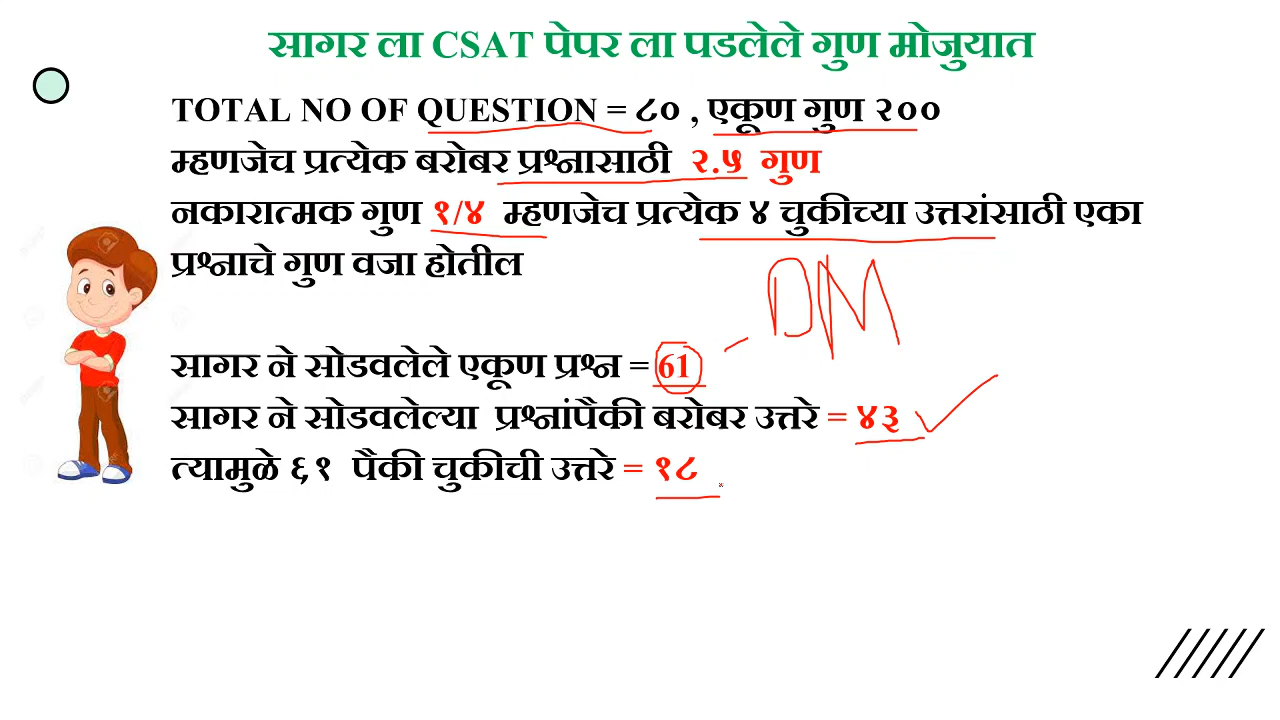 सागर ला CSAT पेपर ला पडलेले गुण मोजुयात
TOTAL NO OF QUESTION = ८० , एकूण गुण २००
म्हणजेच प्रत्येक बरोबर प्रश्नासाठी २.५ गुण
नकारात्मक गुण १/४ म्हणजेच प्रत्येक ४ चुकीच्या उत्तरांसाठी एका
प्रश्नाचे गुण वजा होतील
DM
सागर ने सोडवलेले एकूण प्रश्न = 61
सागर ने सोडवलेल्या प्रश्नांपैकी बरोबर उत्तरे = ४३
त्यामुळे ६१ पैकी चुकीची उत्तरे = १८